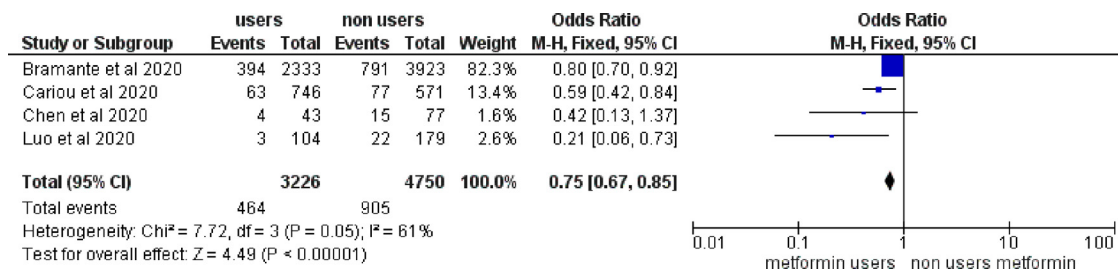 users non users Odds Ratio Odds Ratio
Study or Subgroup Events Total Events Total Weight M-H, Fixed, 95% CI M-H, Fixed, 95% CI
Bramante et al 2020 394 2333 791 3923 82.3% 0.80 [0.70, 0.92]
Cariou et al 2020 63 746 77 571 13.4% 0.59 [0.42, 0.84]
Chen et al 2020 4 43 15 77 1.6% 0.42 [0.13, 1.37]
Luo et al 2020 3 104 22 179 2.6% 0.21 [0.06, 0.73]
Total (95% CI) 3226 4750 100.0% 0.75 [0.67, 0.85]
Total events 464 905
Heterogeneity: Chi² = 7.72, df = 3 (P = 0.05); I² = 61%
Test for overall effect: Z = 4.49 (P < 0.00001)
0.01 0.1 1 10 100
metformin users non users metformin